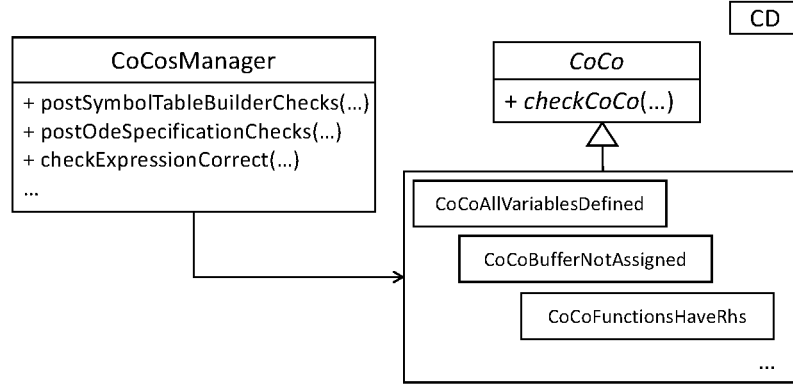 CD
CoCosManager
+ postSymbolTableBuilderChecks(...)
+ postOdeSpecificationChecks(...)
+ checkExpressionCorrect(...)
...
CoCo
+ checkCoCo(...)
CoCoAllVariablesDefined
CoCoBufferNotAssigned
CoCoFunctionsHaveRhs
...